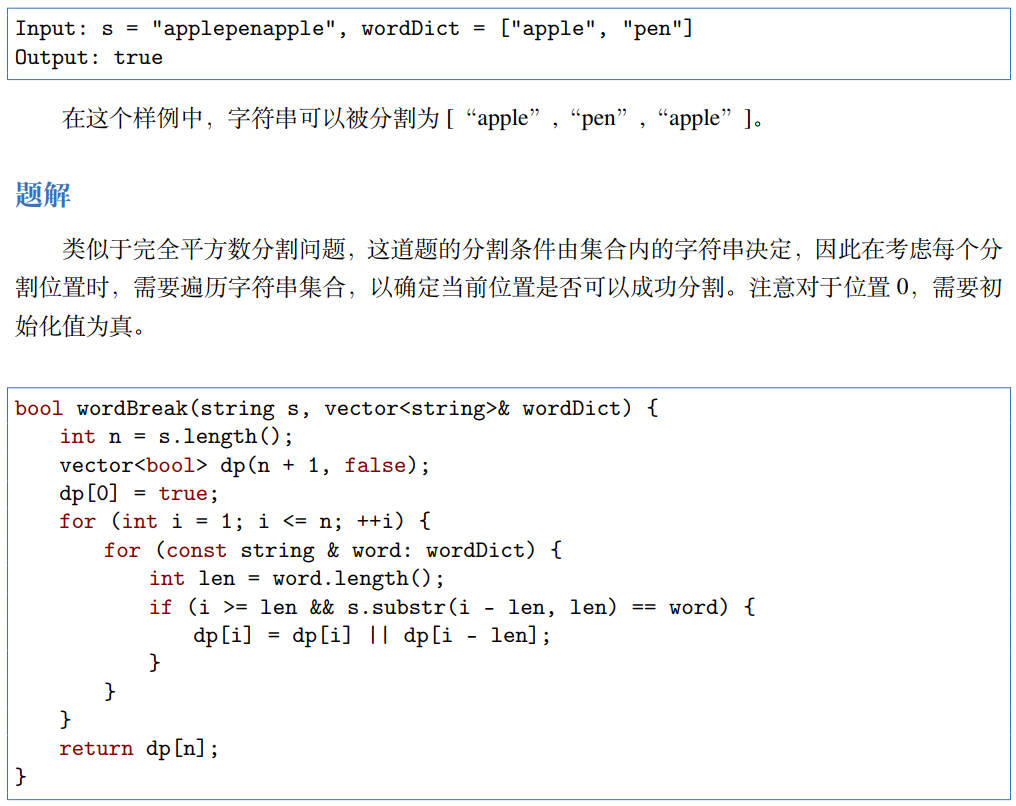 Input: s = "applepenapple", wordDict = ["apple", "pen"]
Output: true
在这个样例中，字符串可以被分割为 [“apple”，“pen”，“apple”]。
题解
类似于完全平方数分割问题，这道题的分割条件由集合内的字符串决定，因此在考虑每个分
割位置时，需要遍历字符串集合，以确定当前位置是否可以成功分割。注意对于位置 0，需要初
始化值为真。
bool wordBreak(string s, vector<string>& wordDict) {
    int n = s.length();
    vector<bool> dp(n + 1, false);
    dp[0] = true;
    for (int i = 1; i <= n; ++i) {
        for (const string & word: wordDict) {
            int len = word.length();
            if (i >= len && s.substr(i - len, len) == word) {
                dp[i] = dp[i] || dp[i - len];
            }
        }
    }
    return dp[n];
}